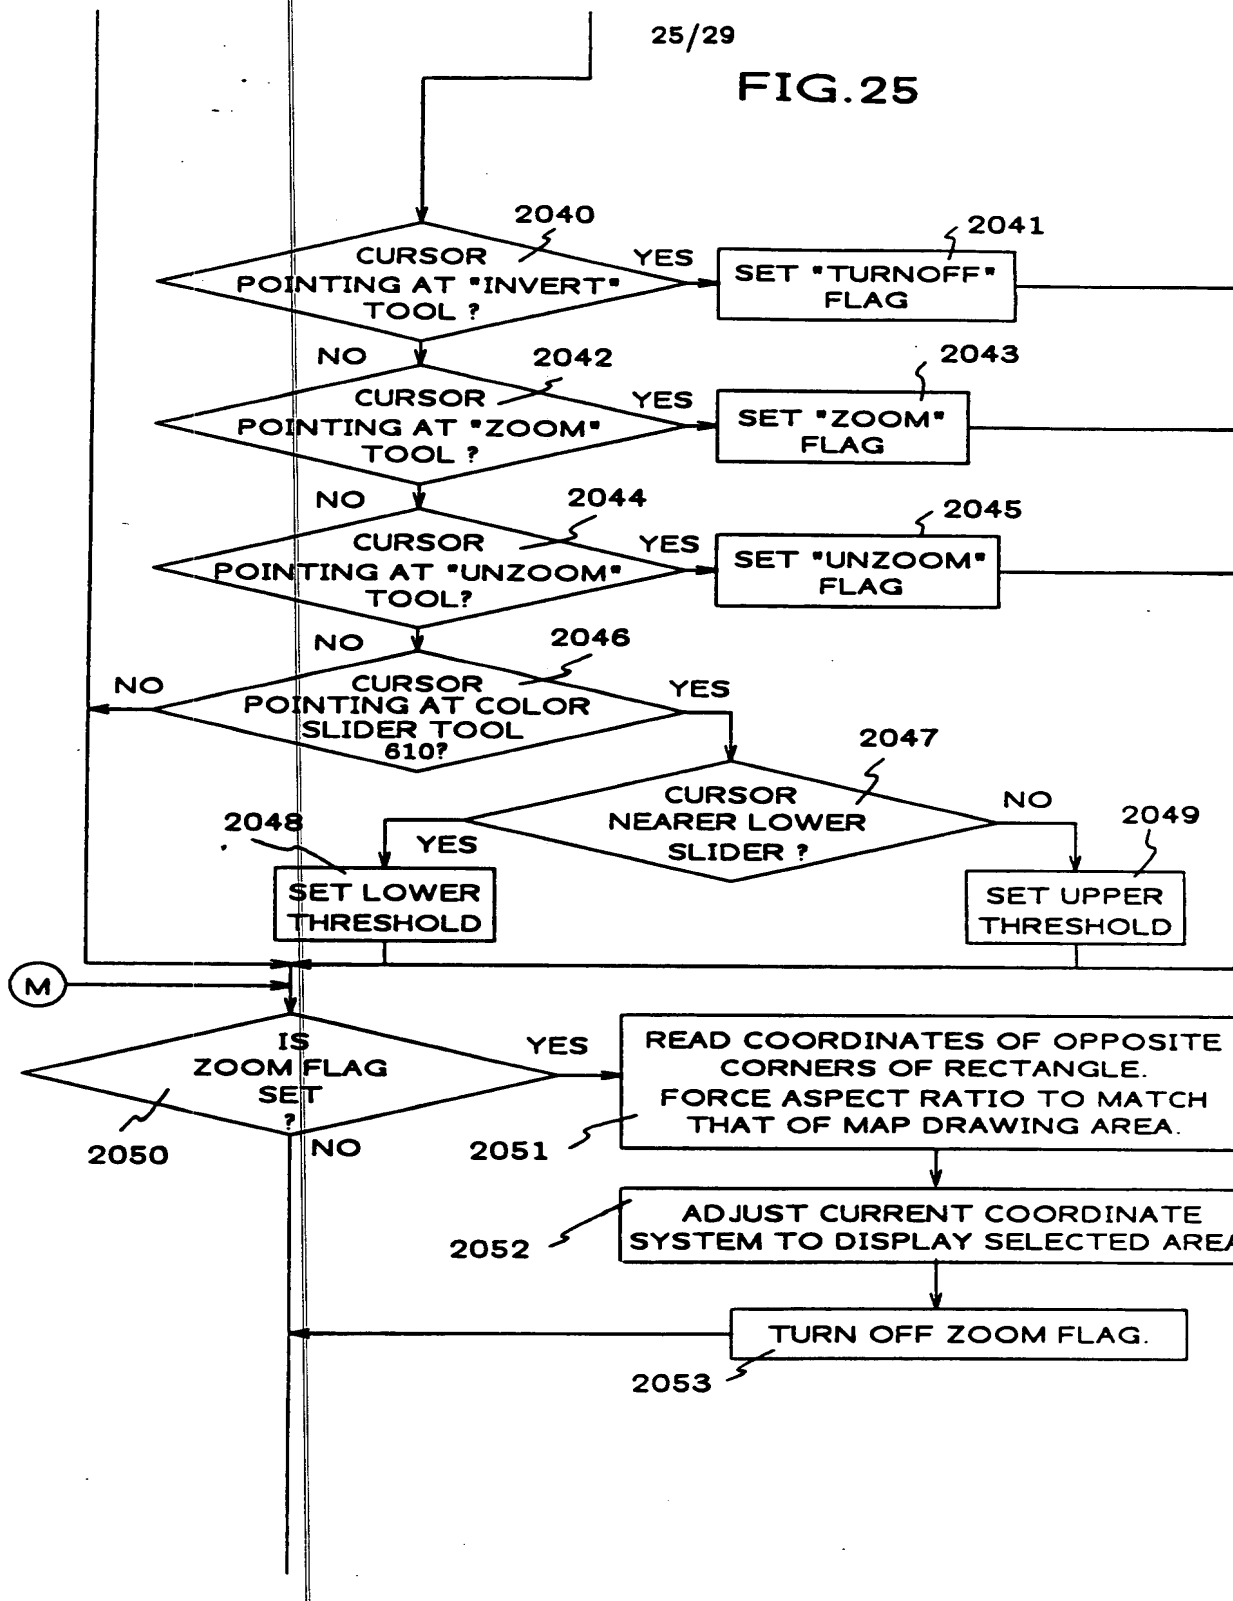 25/29
FIG.25
2040
CURSOR
POINTING AT "INVERT"
TOOL ?
YES
2041
SET "TURNOFF"
FLAG
NO
2042
CURSOR
POINTING AT "ZOOM"
TOOL ?
YES
2043
SET "ZOOM"
FLAG
NO
2044
CURSOR
POINTING AT "UNZOOM"
TOOL?
YES
2045
SET "UNZOOM"
FLAG
NO
2046
CURSOR
POINTING AT COLOR
SLIDER TOOL
610?
NO
YES
2047
CURSOR
NEARER LOWER
SLIDER ?
YES
NO
2048
SET LOWER
THRESHOLD
2049
SET UPPER
THRESHOLD
M
IS
ZOOM FLAG
SET
?
2050
YES
NO
READ COORDINATES OF OPPOSITE
CORNERS OF RECTANGLE.
FORCE ASPECT RATIO TO MATCH
THAT OF MAP DRAWING AREA.
2051
ADJUST CURRENT COORDINATE
SYSTEM TO DISPLAY SELECTED AREA
2052
TURN OFF ZOOM FLAG.
2053